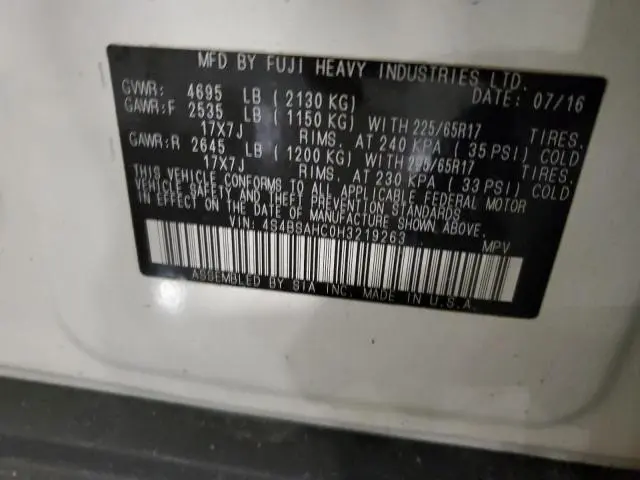 MFD BY FUJI HEAVY INDUSTRIES LTD.
GVWR: 4695 LB (2130 KG) DATE: 07/16
GAWR:F 2535 LB (1150 KG) WITH 225/65R17 TIRES.
17X7J RIMS. AT 240 KPA (35 PSI) COLD
GAWR:R 2645 LB (1200 KG) WITH 225/65R17 TIRES.
17X7J RIMS. AT 230 KPA (33 PSI) COLD
THIS VEHICLE CONFORMS TO ALL APPLICABLE FEDERAL MOTOR
VEHICLE SAFETY AND THEFT PREVENTION STANDARDS
IN EFFECT ON THE DATE OF MANUFACTURE SHOWN ABOVE.
VIN: 4S4BSAHC0H3219263 MPV
ASSEMBLED BY SIA INC. MADE IN U.S.A.